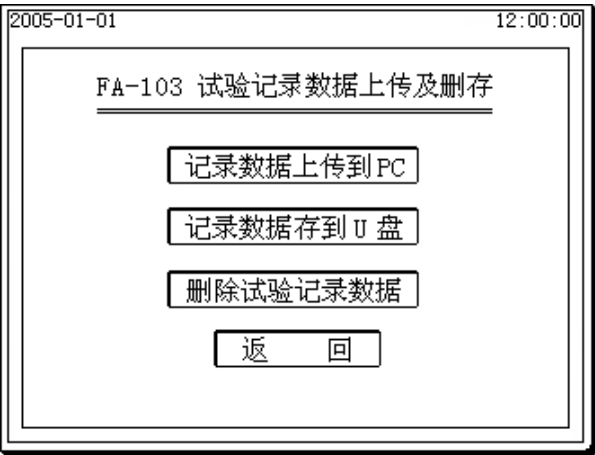 2005-01-01 12:00:00
FA-103 试验记录数据上传及删存
记录数据上传到PC
记录数据存到U盘
删除试验记录数据
返 回